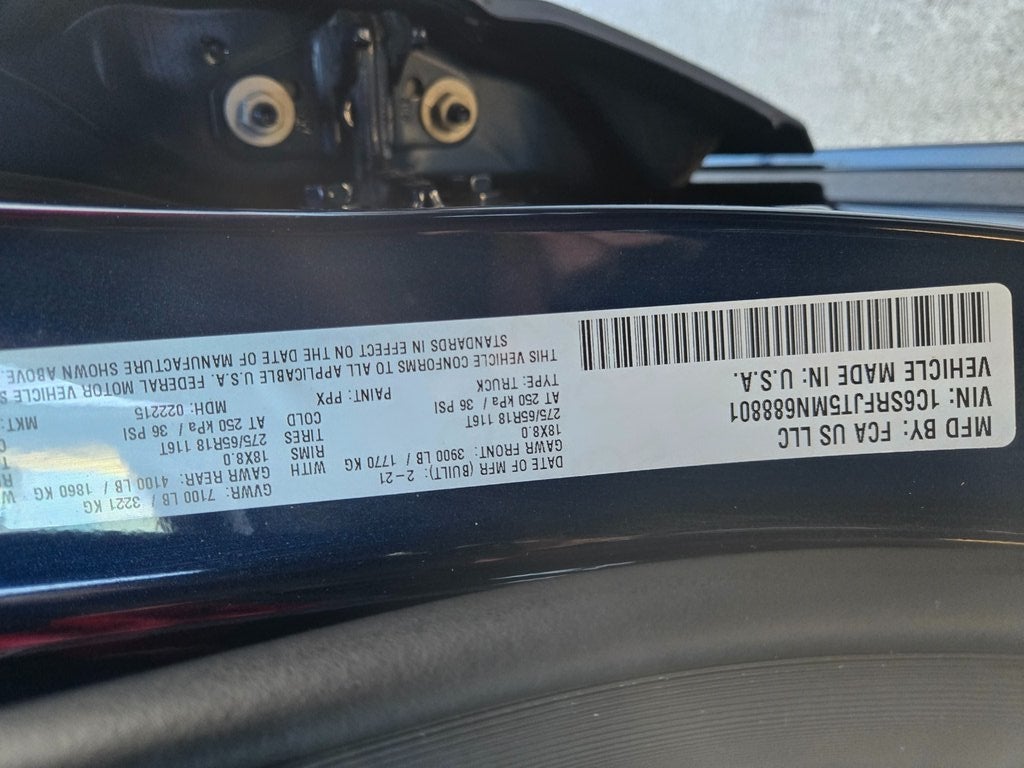 MFD BY: FCA US LLC
VIN: 1C6SRFJT5MN688801
VEHICLE MADE IN: U.S.A.
DATE OF MFR (BUILT): 2-21 GVWR: 7100 LB / 3221 KG
GAWR FRONT: 3900 LB / 1770 KG WITH GAWR REAR: 4100 LB / 1860 KG
18X8.0 RIMS 18X8.0
275/65R18 116T TIRES 275/65R18 116T
AT 250 kPa / 36 PSI COLD AT 250 kPa / 36 PSI
TYPE: TRUCK PAINT: PPX MDH: 022215 MKT:
THIS VEHICLE CONFORMS TO ALL APPLICABLE U.S.A. FEDERAL MOTOR VEHICLE
STANDARDS IN EFFECT ON THE DATE OF MANUFACTURE SHOWN ABOVE.